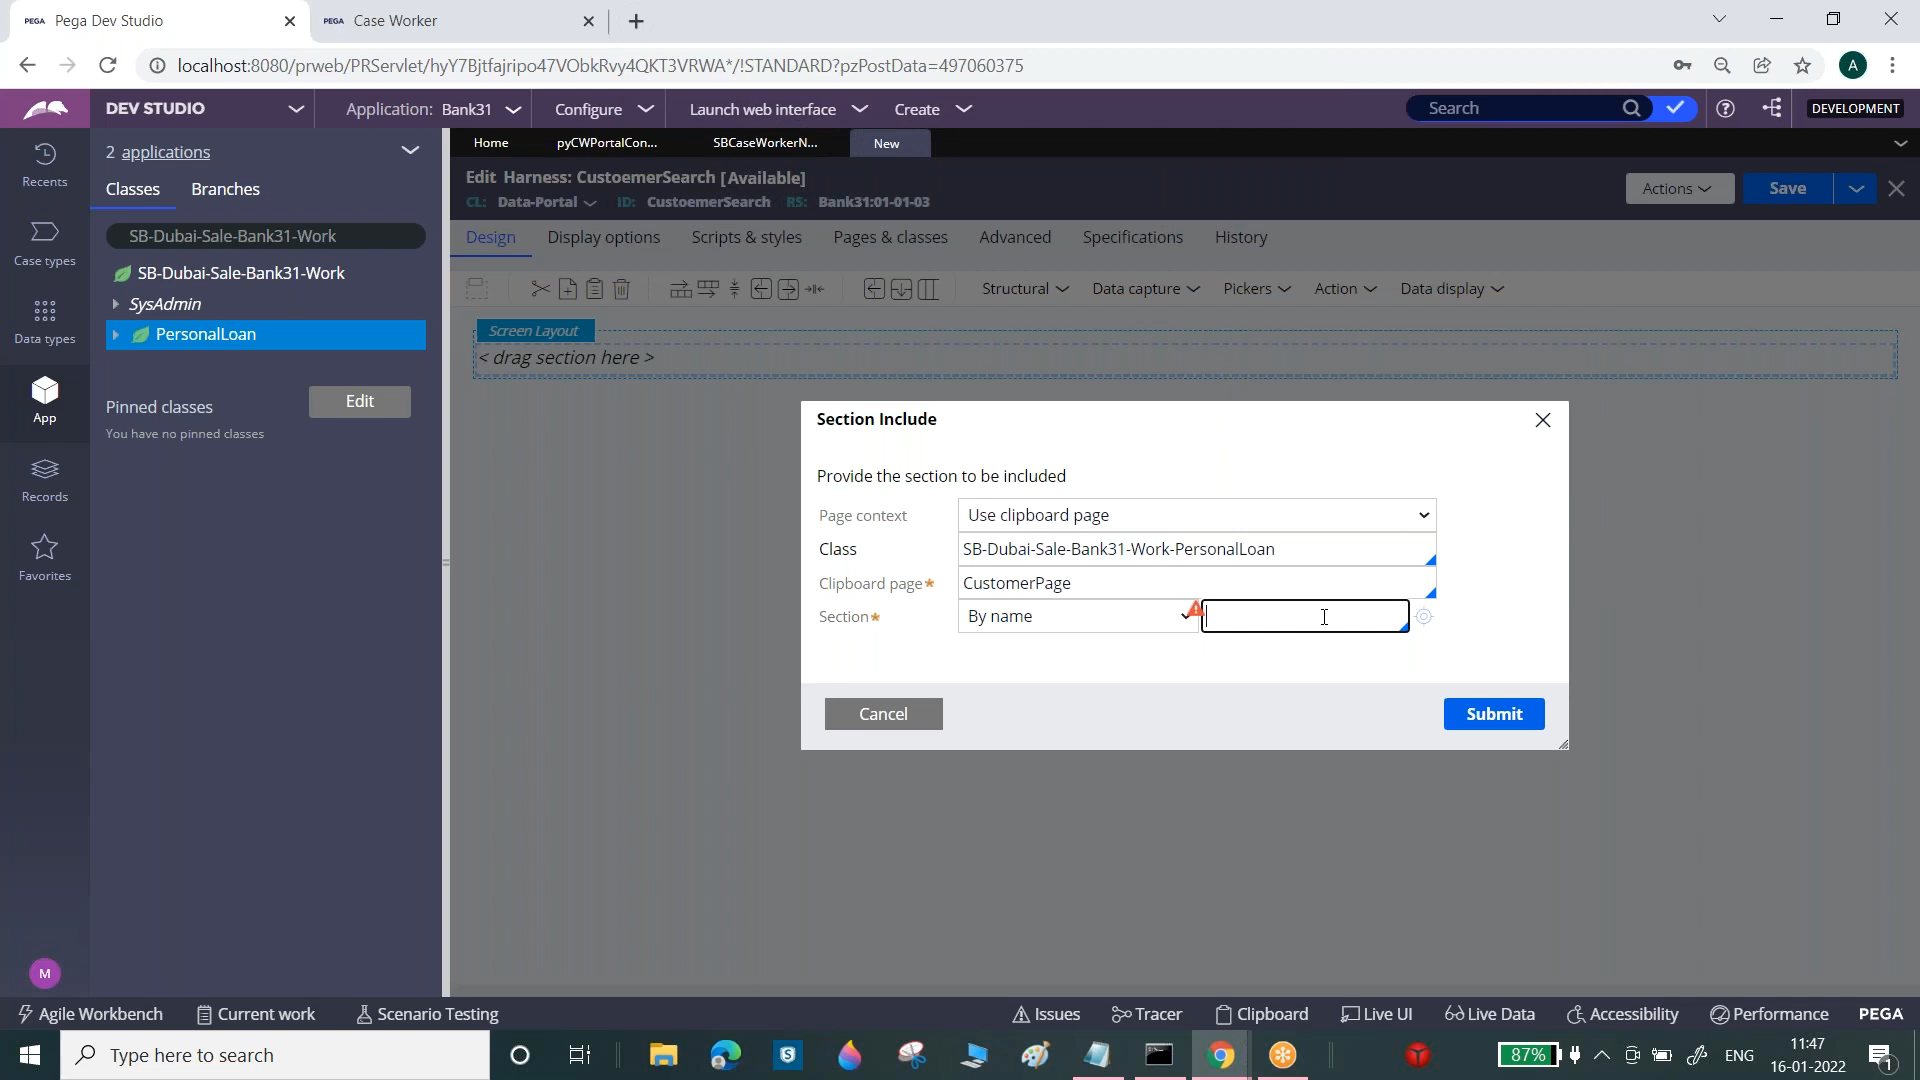 PEGA Pega Dev Studio
PEGA Case Worker
localhost:8080/prweb/PRServlet/hyY7Bjtfajripo47VObkRvy4QKT3VRWA*/!STANDARD?pzPostData=497060375
A
DEV STUDIO
Application: Bank31
Configure
Launch web interface
Create
Search
DEVELOPMENT
Recents
Case types
Data types
App
Records
Favorites
M
2 applications
Classes
Branches
SB-Dubai-Sale-Bank31-Work
SB-Dubai-Sale-Bank31-Work
SysAdmin
PersonalLoan
Pinned classes
Edit
You have no pinned classes
Home
pyCWPortalCon...
SBCaseWorkerN...
New
Edit Harness: CustoemerSearch [Available]
CL: Data-Portal ID: CustoemerSearch RS: Bank31:01-01-03
Actions
Save
Design
Display options
Scripts & styles
Pages & classes
Advanced
Specifications
History
Structural
Data capture
Pickers
Action
Data display
Screen Layout
< drag section here >
Section Include
Provide the section to be included
Page context
Use clipboard page
Class
SB-Dubai-Sale-Bank31-Work-PersonalLoan
Clipboard page*
CustomerPage
Section*
By name
Cancel
Submit
Agile Workbench
Current work
Scenario Testing
Issues
Tracer
Clipboard
Live UI
Live Data
Accessibility
Performance
PEGA
Type here to search
87%
ENG
11:47
16-01-2022
1